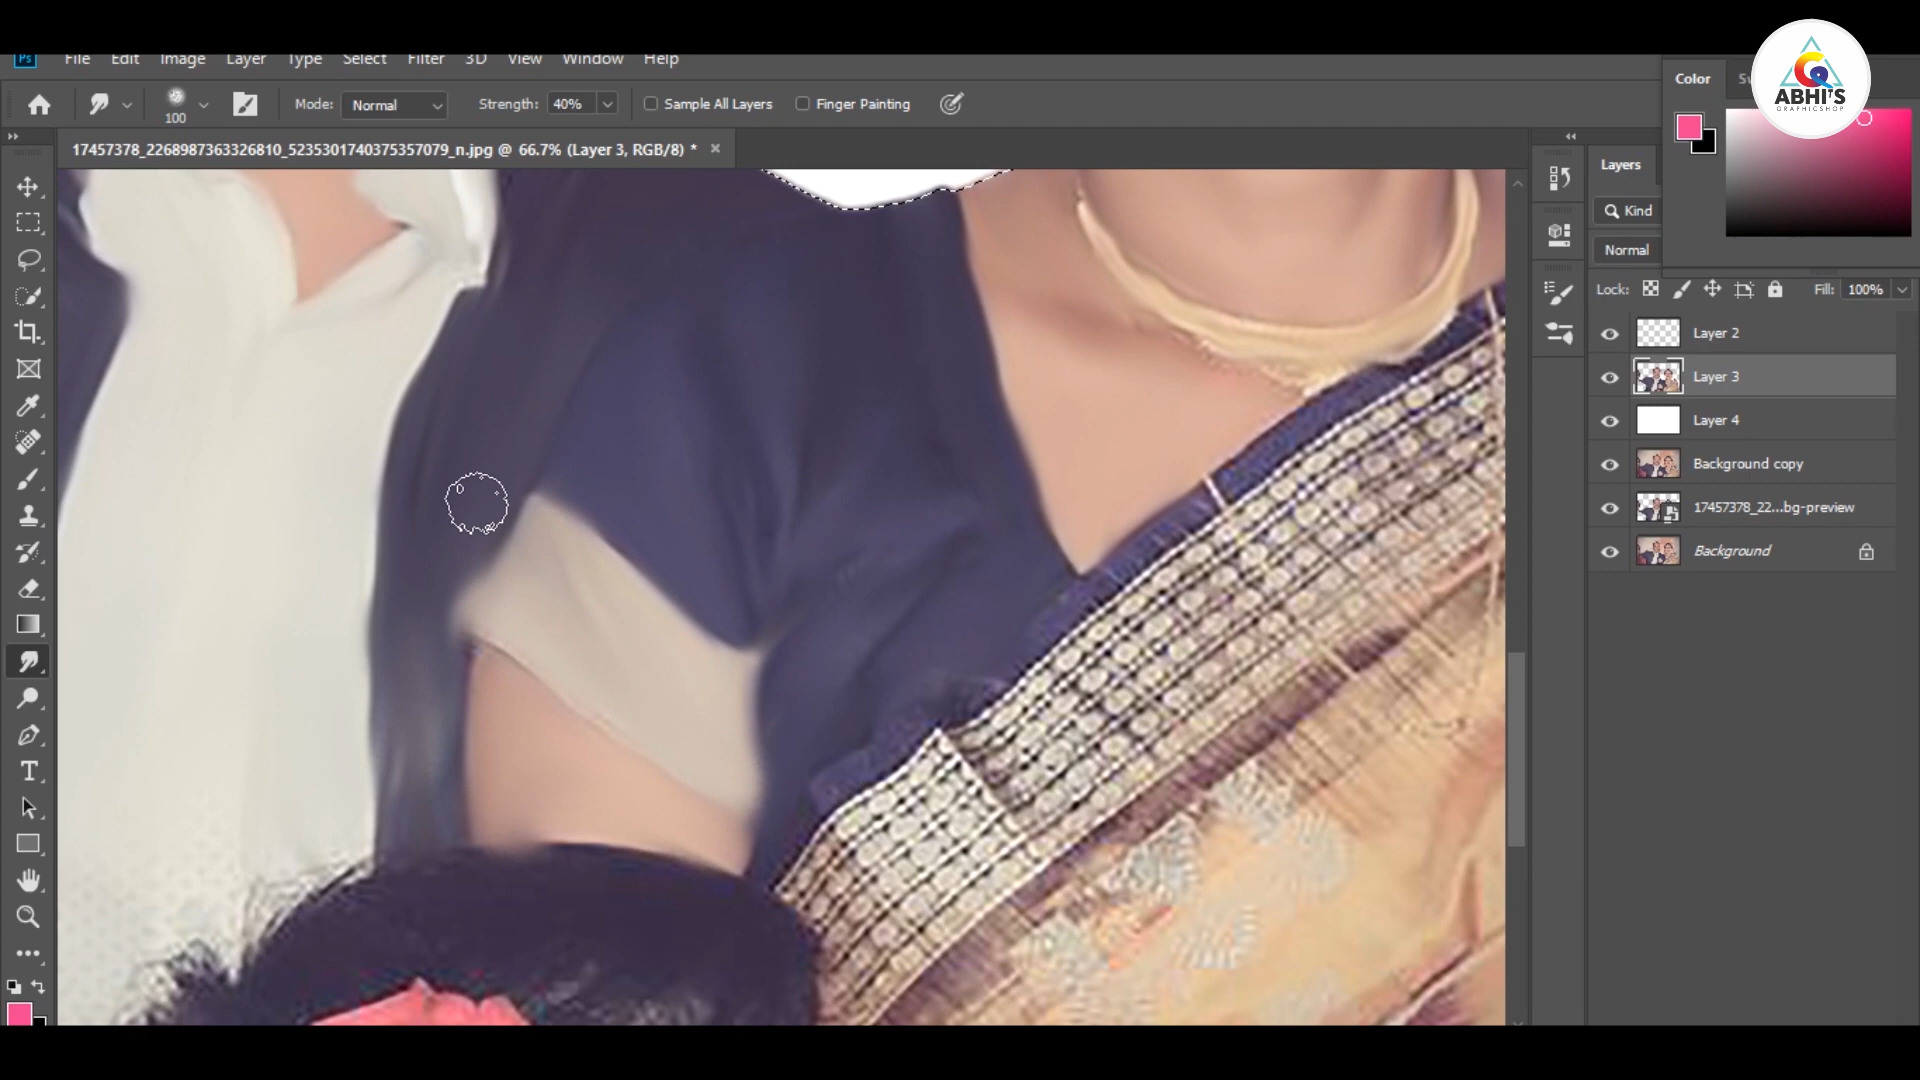 Ps File Edit Image Layer Type Select Filter 3D View Window Help
100 Mode: Normal Strength: 40% Sample All Layers Finger Painting
Color
ABHI'S
GRAPHICSHOP
17457378_2268987363326810_5235301740375357079_n.jpg @ 66.7% (Layer 3, RGB/8) *
Layers
Kind
Normal
Lock: Fill: 100%
Layer 2
Layer 3
Layer 4
Background copy
17457378_22...bg-preview
Background